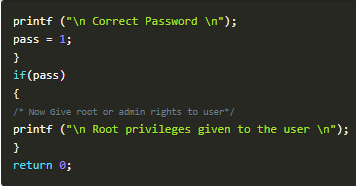 printf ("\n Correct Password \n");
pass = 1;
}
if(pass)
{
/* Now Give root or admin rights to user*/
printf ("\n Root privileges given to the user \n");
}
return 0;